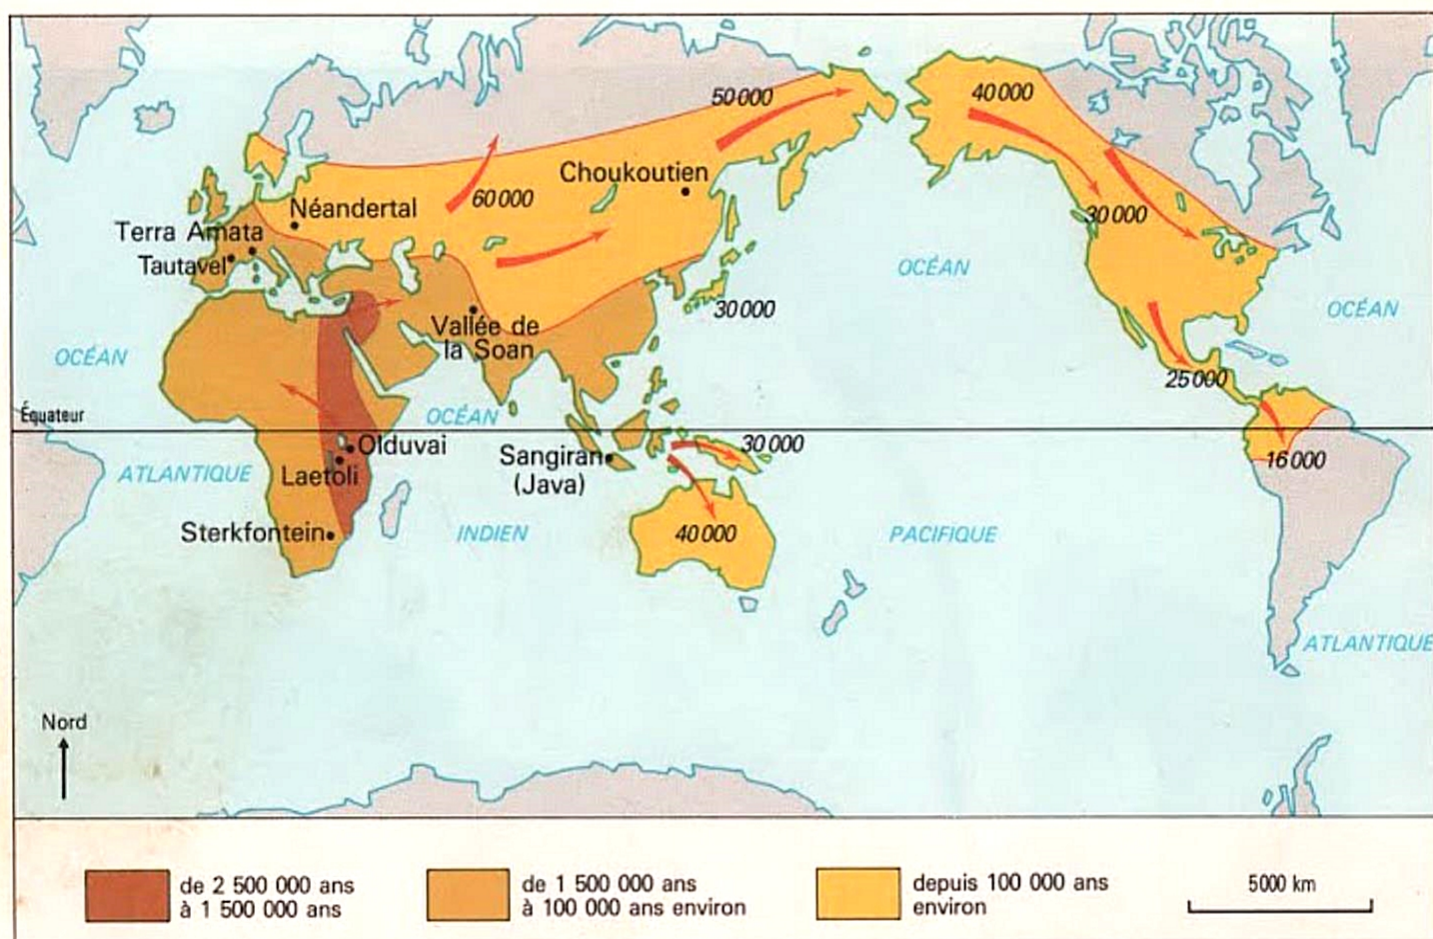 50 000
40 000
Choukoutien
60 000
Néandertal
30 000
Terra Amata
Tautavel
OCÉAN
30 000
OCÉAN
Vallée de
la Soan
OCÉAN
25 000
Équateur
OCÉAN
Olduvai
30 000
Sangiran
(Java)
16 000
ATLANTIQUE
Laetoli
Sterkfontein
INDIEN
40 000
PACIFIQUE
ATLANTIQUE
Nord
de 2 500 000 ans
à 1 500 000 ans
de 1 500 000 ans
à 100 000 ans environ
depuis 100 000 ans
environ
5000 km